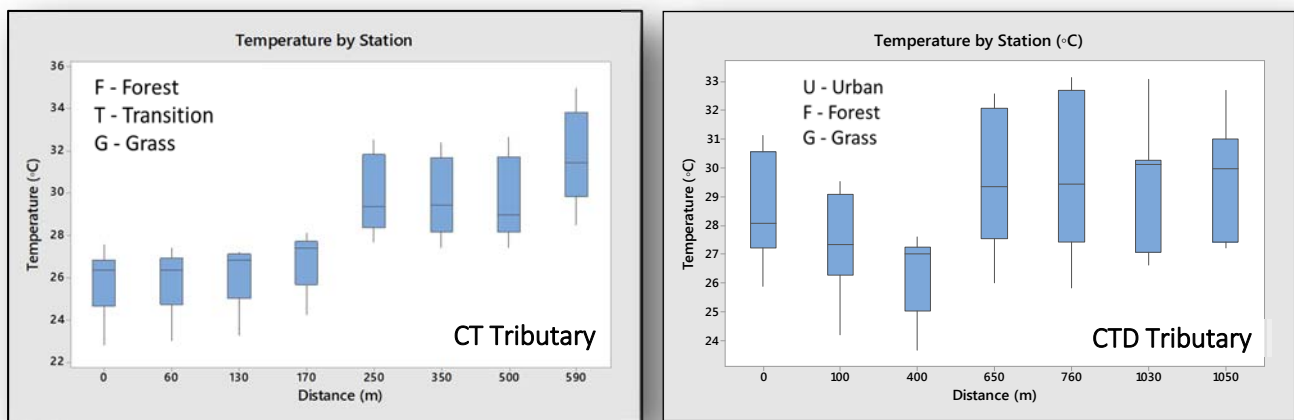 Temperature by Station
Temperature (◦C)
36
34
32
30
28
26
24
22
F - Forest
T - Transition
G - Grass
CT Tributary
0 60 130 170 250 350 500 590
Distance (m)
Temperature by Station (◦C)
Temperature (◦C)
33
32
31
30
29
28
27
26
25
24
U - Urban
F - Forest
G - Grass
CTD Tributary
0 100 400 650 760 1030 1050
Distance (m)